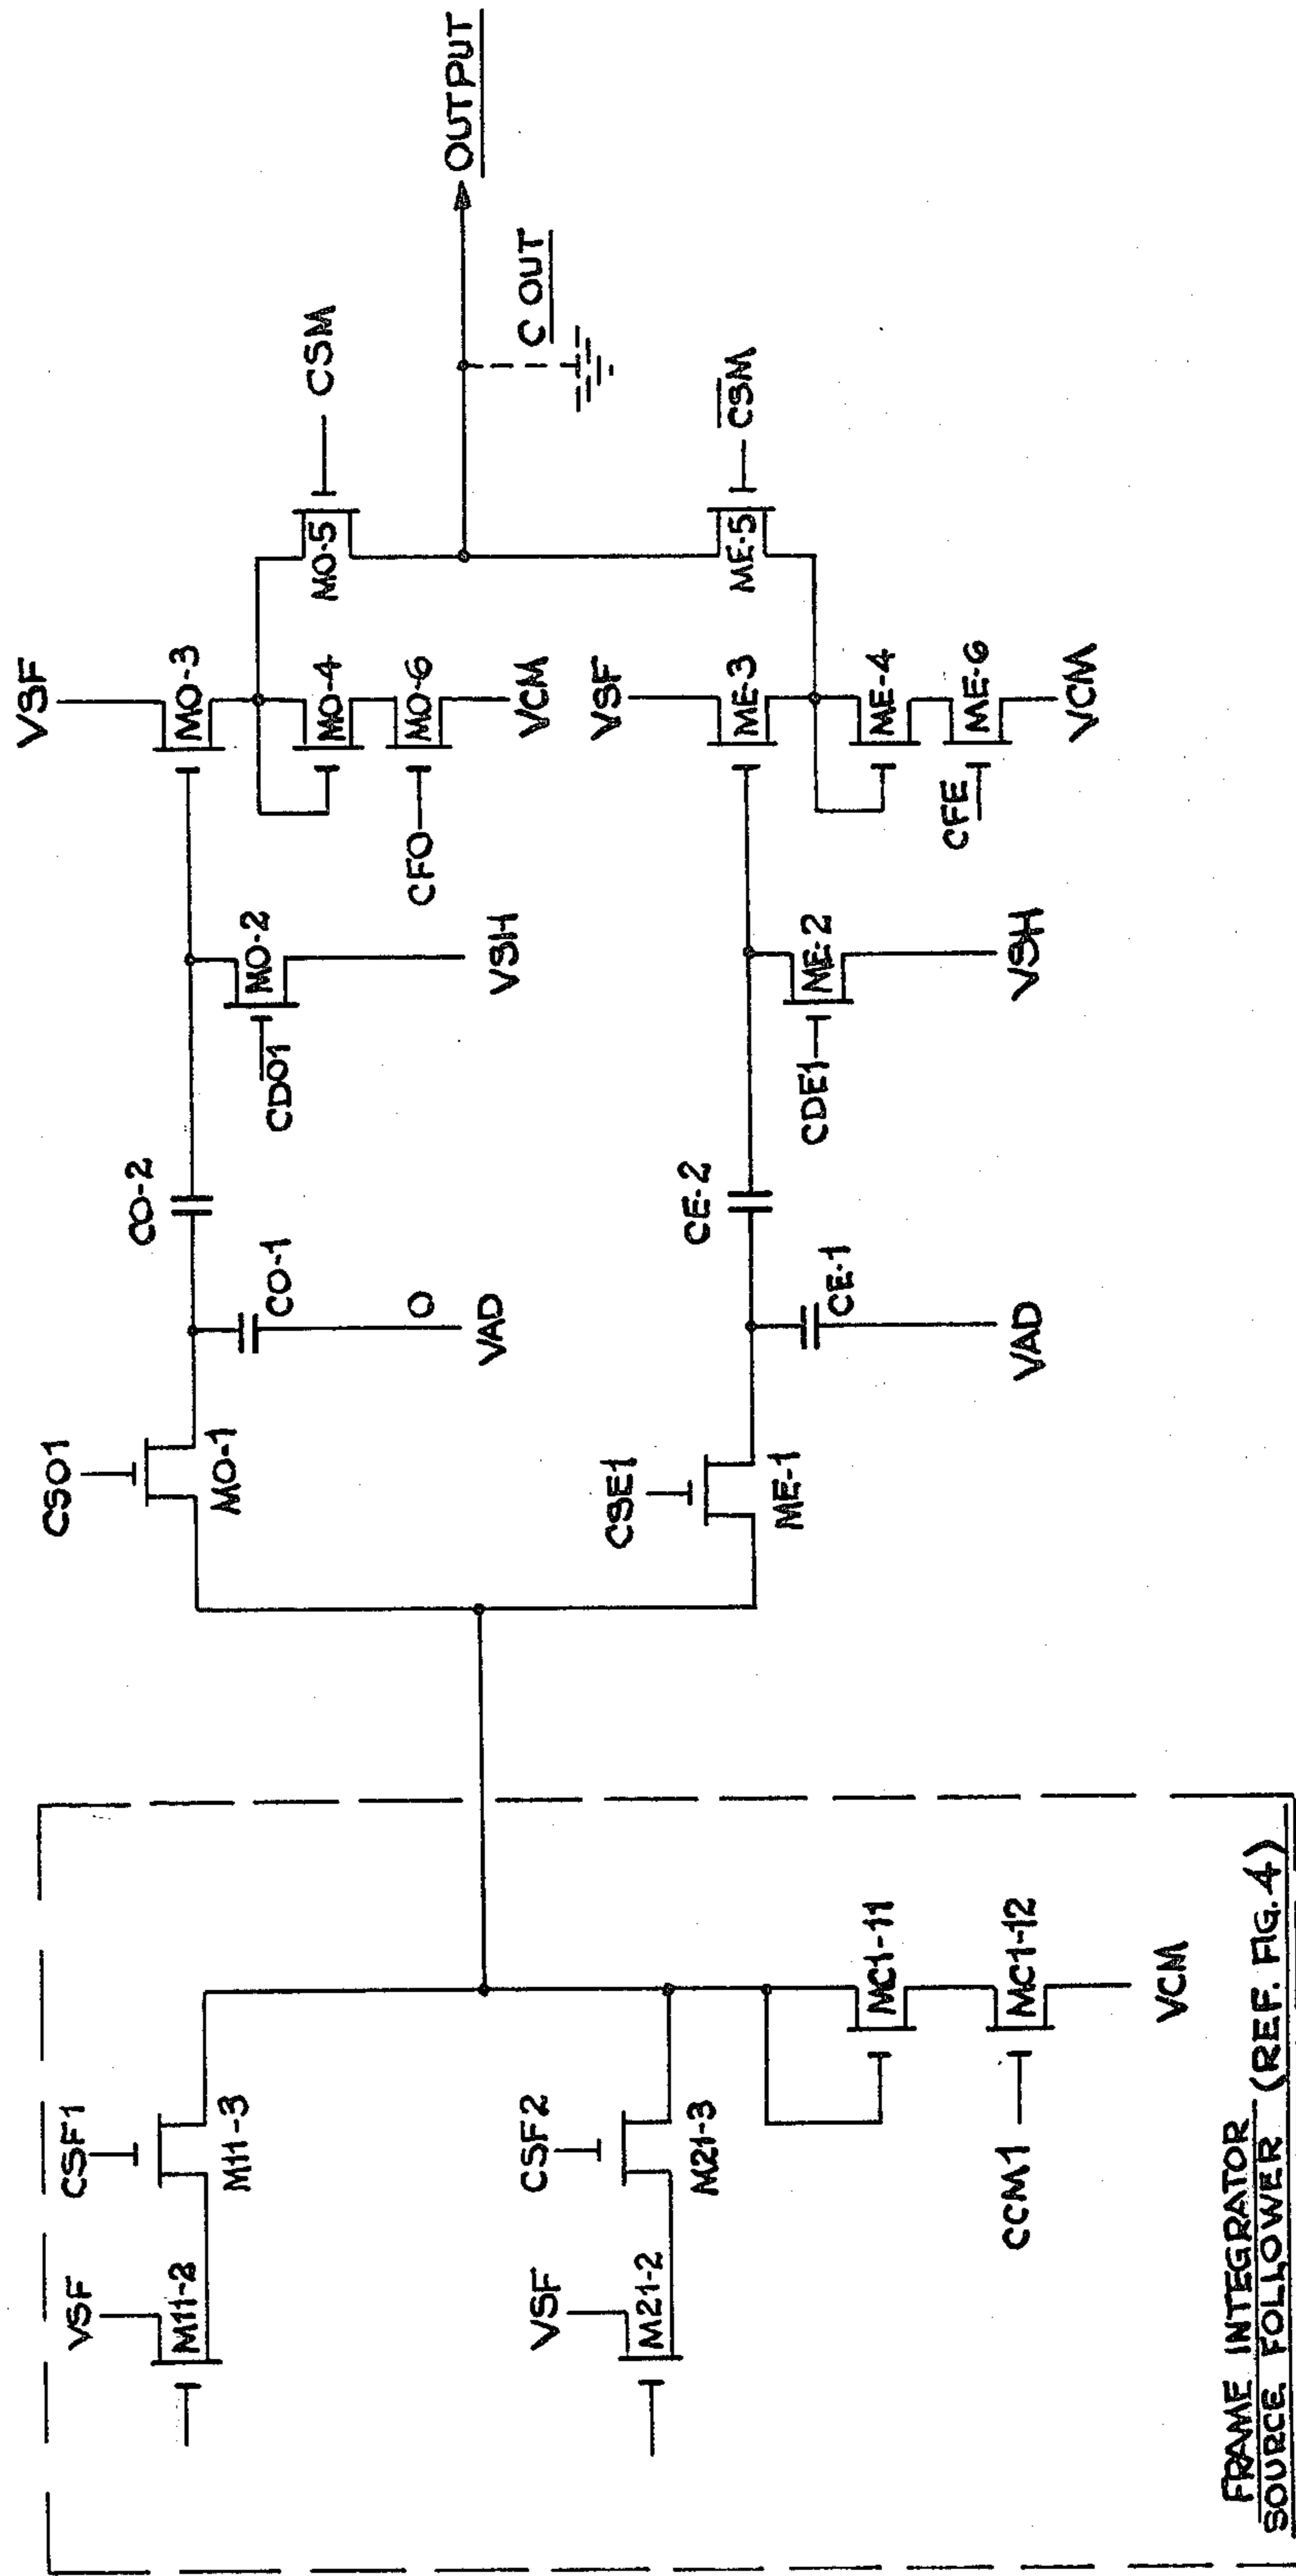 FRAME INTEGRATOR
SOURCE FOLLOWER (REF. FIG. 4)
VSF
M11-2
CSF1
M11-3
VSF
M21-2
CSF2
M21-3
MC1-11
MC1-12
CCM1
VCM
CSO1
MO-1
CO-1
O
VAD
CO-2
CDO1
MO-2
VSH
VSF
MO-3
MO-4
MO-6
CFO
VCM
MO-5
CSM
CSE1
ME-1
CE-1
VAD
CE-2
CDE1
ME-2
VSH
VSF
ME-3
ME-4
ME-6
CFE
VCM
ME-5
C̅S̅M̅
C OUT
OUTPUT